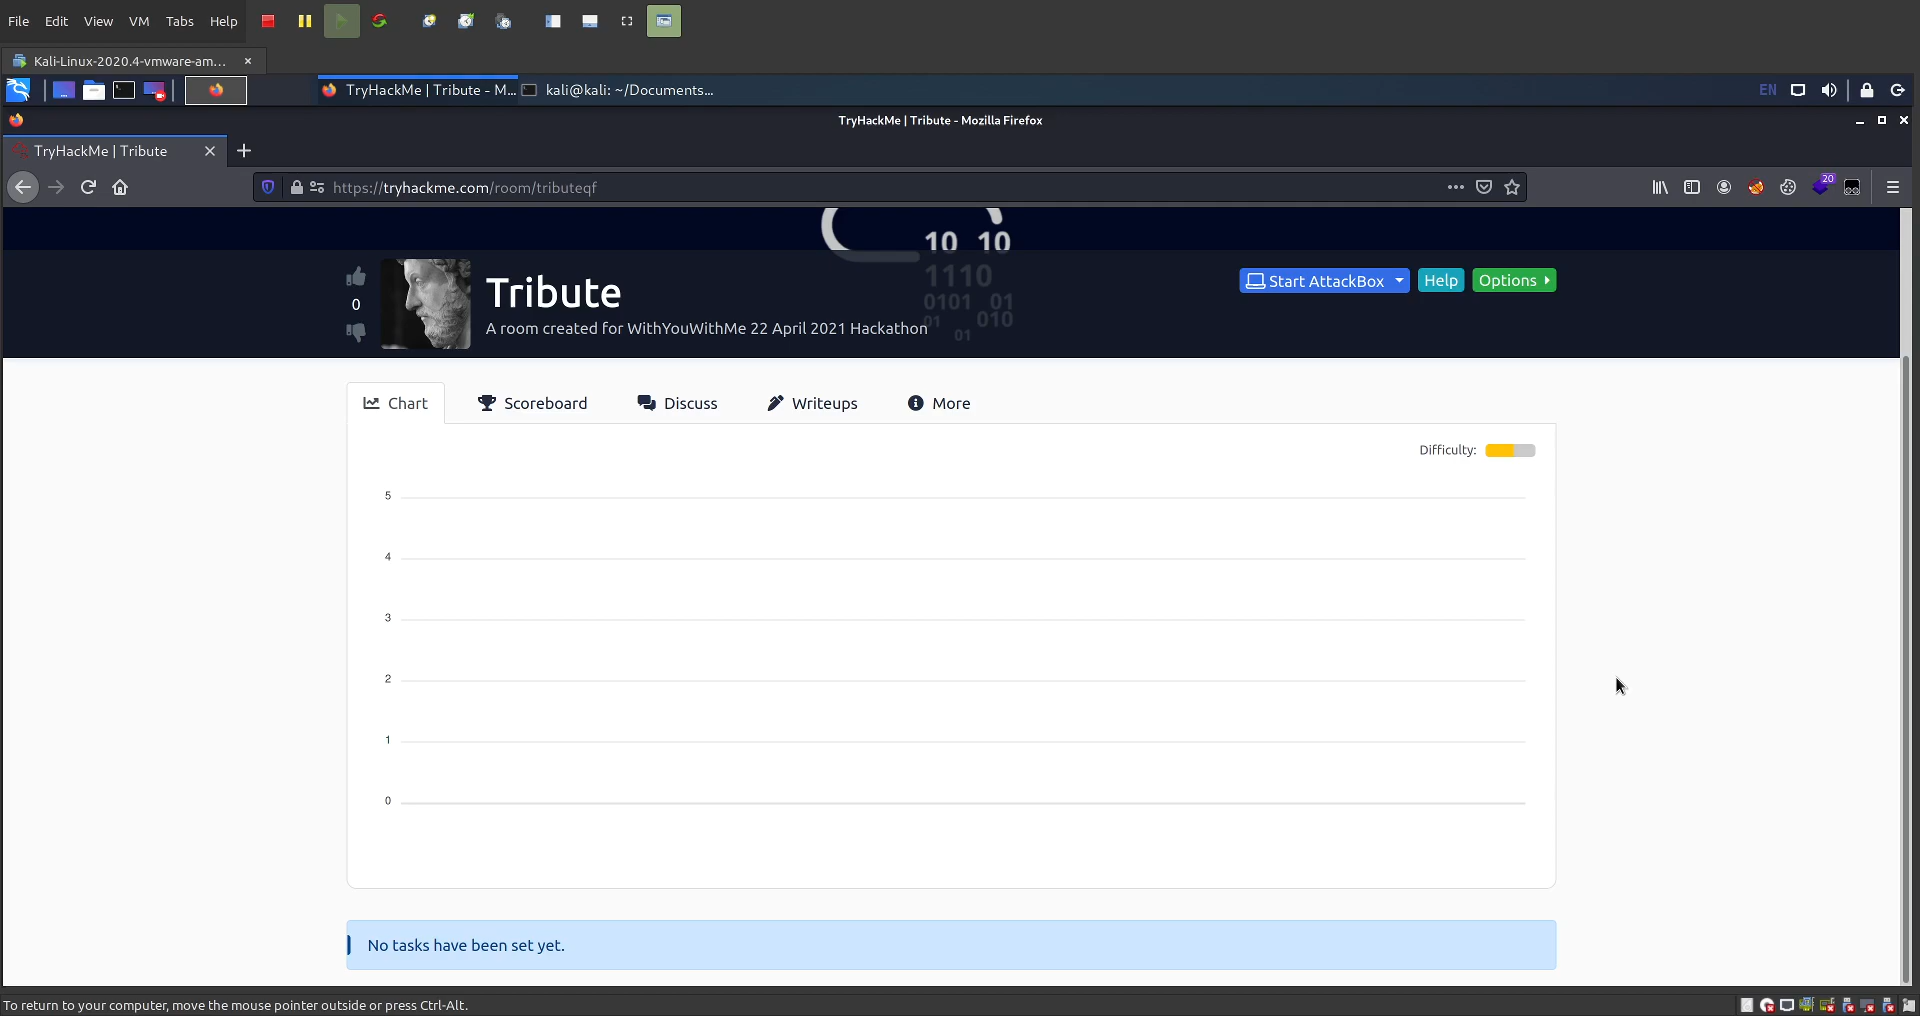 File Edit View VM Tabs Help
Kali-Linux-2020.4-vmware-am... ×
TryHackMe | Tribute - M... kali@kali: ~/Documents... EN
TryHackMe | Tribute - Mozilla Firefox
TryHackMe | Tribute
https://tryhackme.com/room/tributeqf 20
10 10
1110
0101 01
01 010
01
0
Tribute
A room created for WithYouWithMe 22 April 2021 Hackathon
Start AttackBox Help Options
Chart Scoreboard Discuss Writeups More
Difficulty:
5
4
3
2
1
0
No tasks have been set yet.
To return to your computer, move the mouse pointer outside or press Ctrl-Alt.